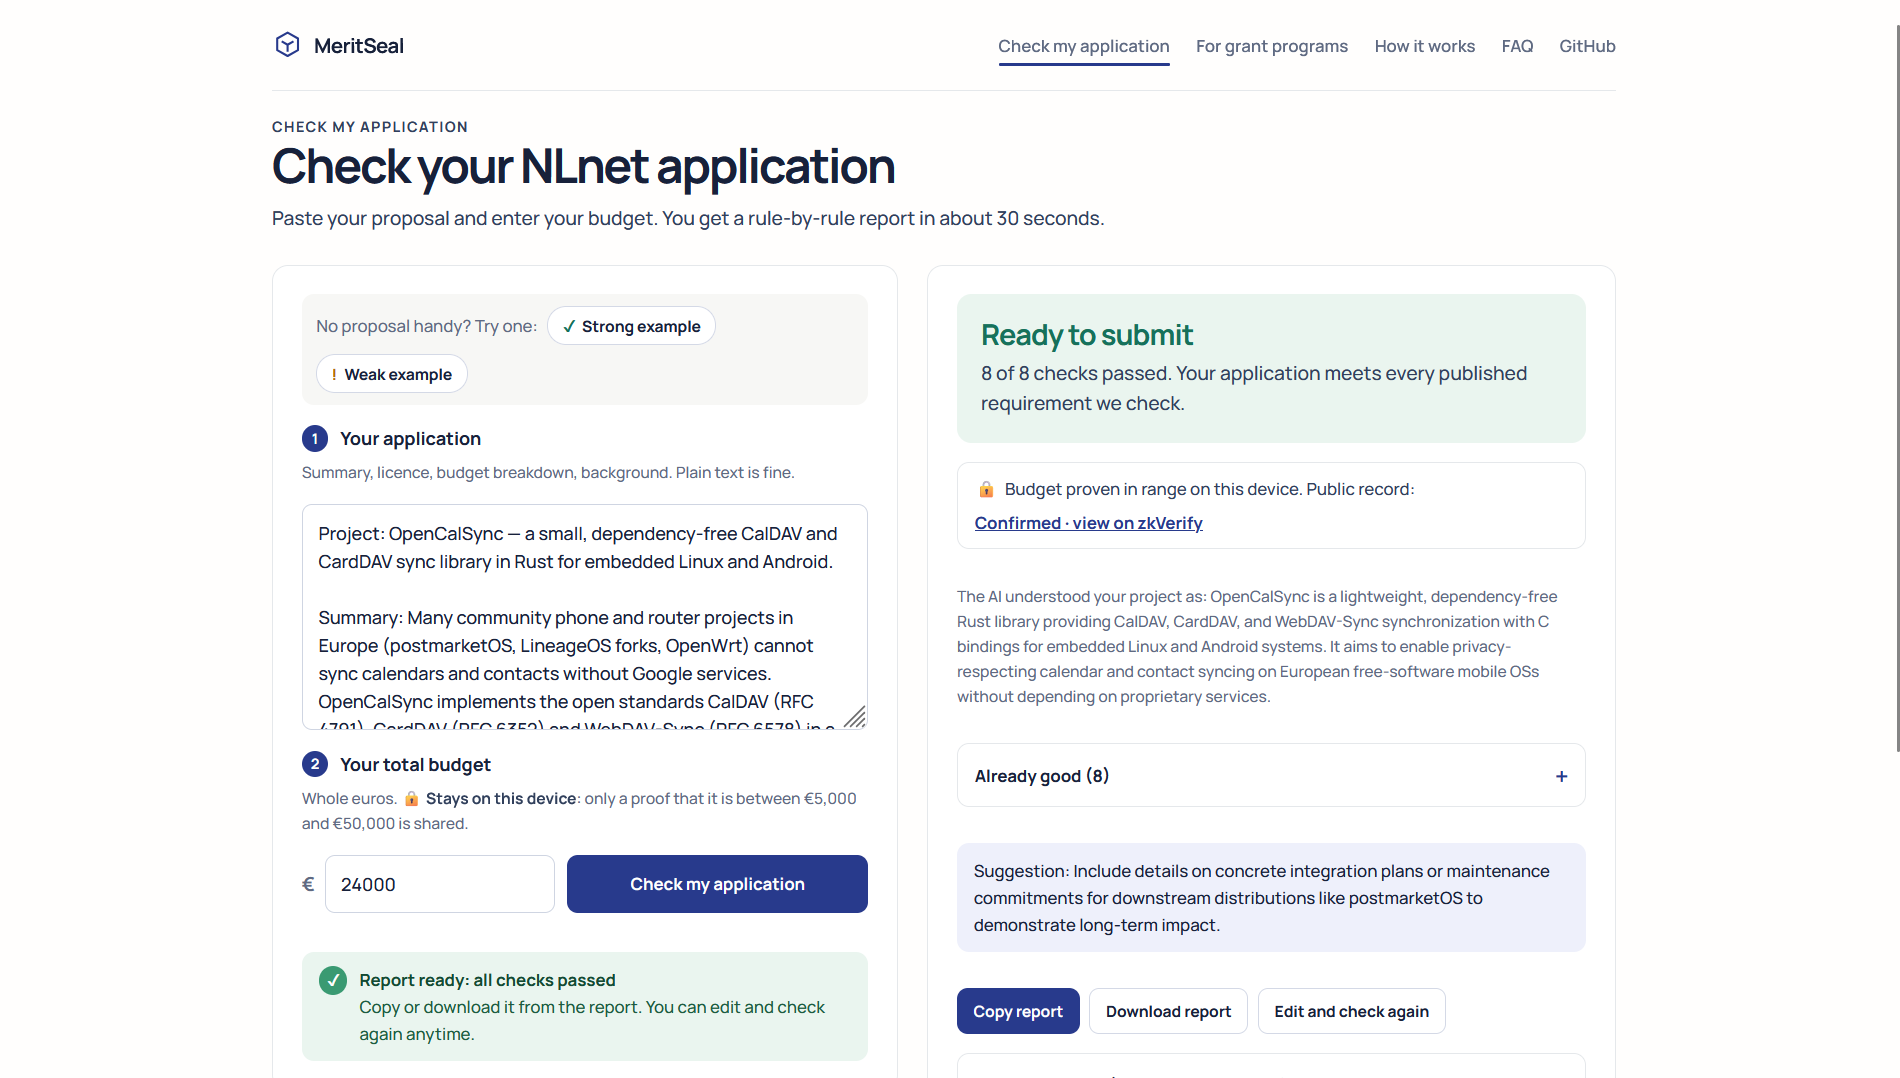 MeritSeal
Check my application
For grant programs
How it works
FAQ
GitHub
CHECK MY APPLICATION
Check your NLnet application
Paste your proposal and enter your budget. You get a rule-by-rule report in about 30 seconds.
No proposal handy? Try one:
✓ Strong example
! Weak example
1 Your application
Summary, licence, budget breakdown, background. Plain text is fine.
Project: OpenCalSync — a small, dependency-free CalDAV and
CardDAV sync library in Rust for embedded Linux and Android.
Summary: Many community phone and router projects in
Europe (postmarketOS, LineageOS forks, OpenWrt) cannot
sync calendars and contacts without Google services.
OpenCalSync implements the open standards CalDAV (RFC
4791), CardDAV (RFC 6352) and WebDAV-Sync (RFC 6578) in a
2 Your total budget
Whole euros. 🔒 Stays on this device: only a proof that it is between €5,000
and €50,000 is shared.
€ 24000
Check my application
✓ Report ready: all checks passed
Copy or download it from the report. You can edit and check
again anytime.
Ready to submit
8 of 8 checks passed. Your application meets every published
requirement we check.
🔒 Budget proven in range on this device. Public record:
Confirmed · view on zkVerify
The AI understood your project as: OpenCalSync is a lightweight, dependency-free
Rust library providing CalDAV, CardDAV, and WebDAV-Sync synchronization with C
bindings for embedded Linux and Android systems. It aims to enable privacy-
respecting calendar and contact syncing on European free-software mobile OSs
without depending on proprietary services.
Already good (8) +
Suggestion: Include details on concrete integration plans or maintenance
commitments for downstream distributions like postmarketOS to
demonstrate long-term impact.
Copy report
Download report
Edit and check again